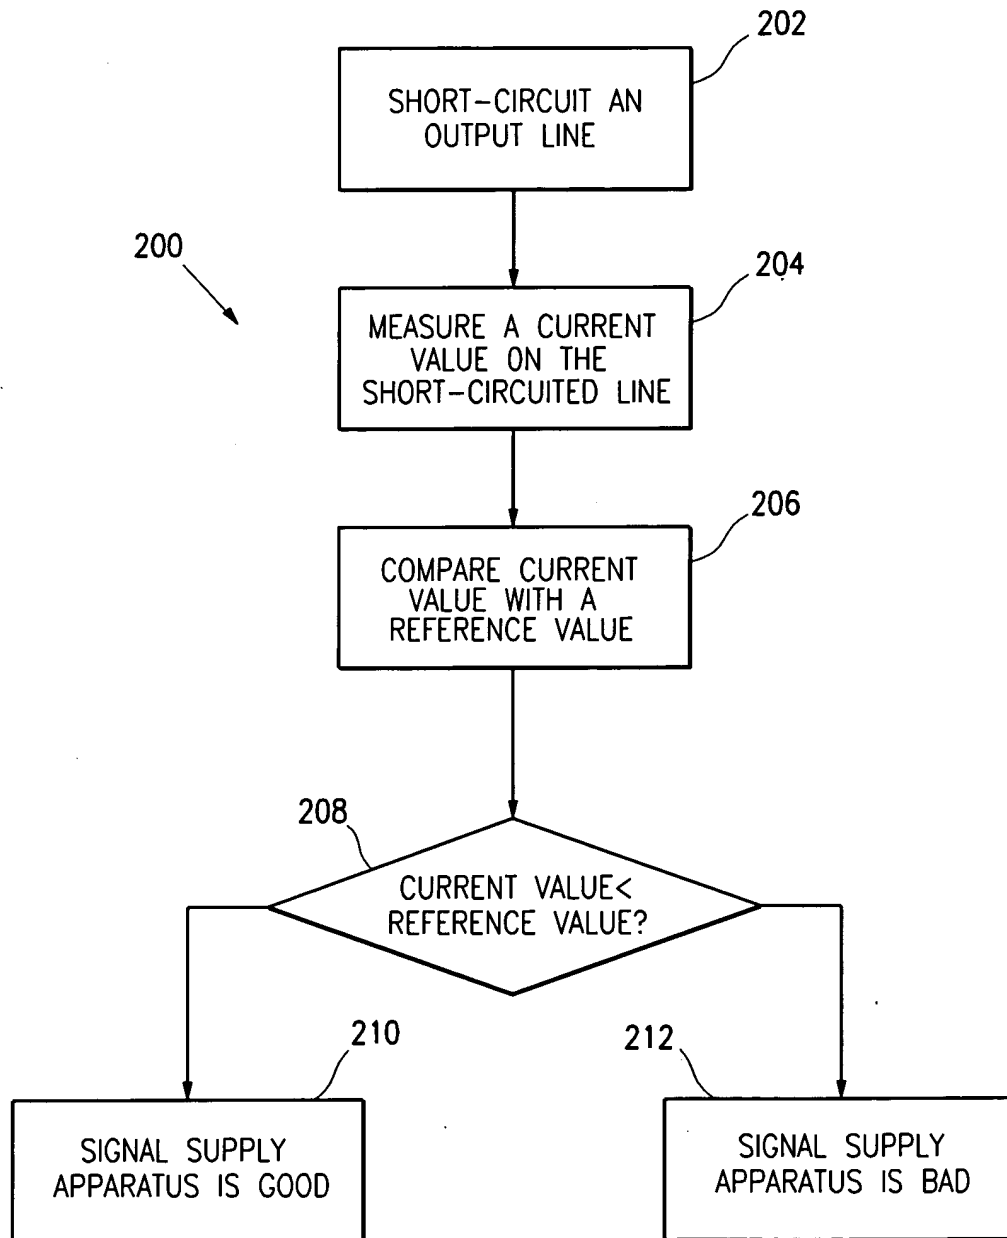 202
SHORT-CIRCUIT AN
OUTPUT LINE
200
204
MEASURE A CURRENT
VALUE ON THE
SHORT-CIRCUITED LINE
206
COMPARE CURRENT
VALUE WITH A
REFERENCE VALUE
208
CURRENT VALUE<
REFERENCE VALUE?
210
SIGNAL SUPPLY
APPARATUS IS GOOD
212
SIGNAL SUPPLY
APPARATUS IS BAD